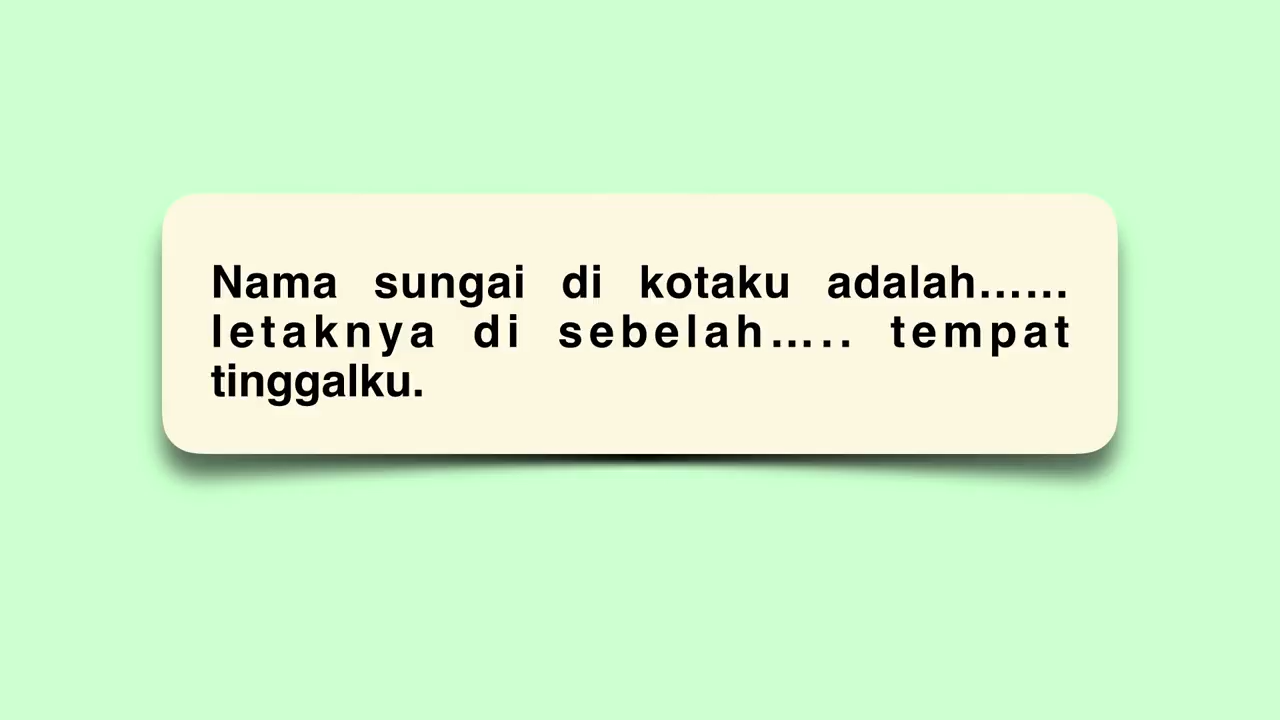 Nama sungai di kotaku adalah......
letaknya di sebelah..... tempat
tinggalku.